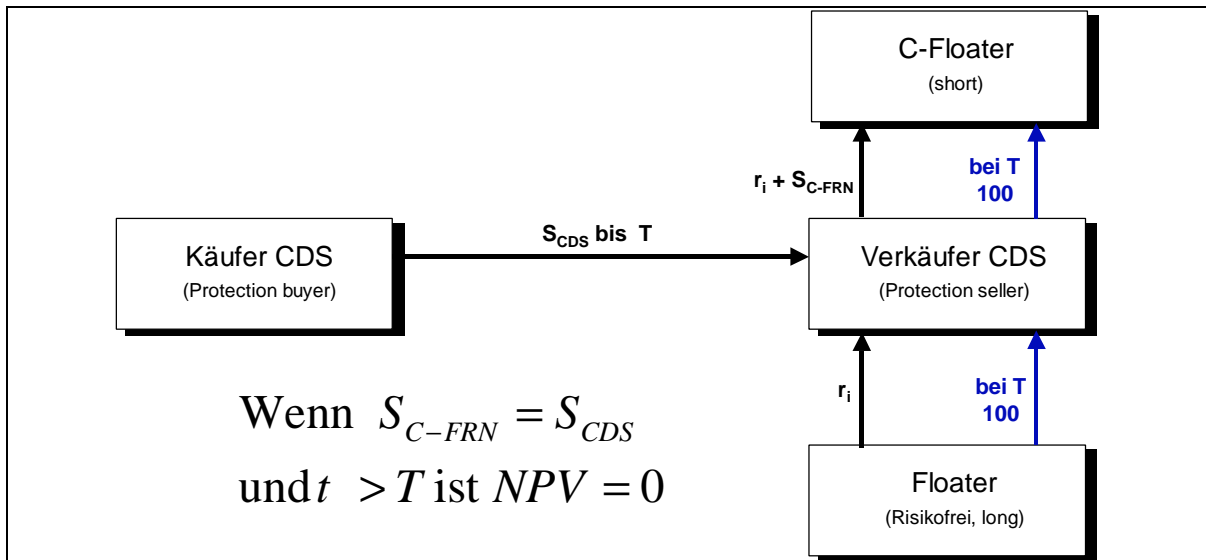 C-Floater
(short)
r_i + S_C-FRN
bei T
100
S_CDS bis T
Käufer CDS
(Protection buyer)
Verkäufer CDS
(Protection seller)
r_i
bei T
100
Wenn S_C-FRN = S_CDS
und t > T ist NPV = 0
Floater
(Risikofrei, long)